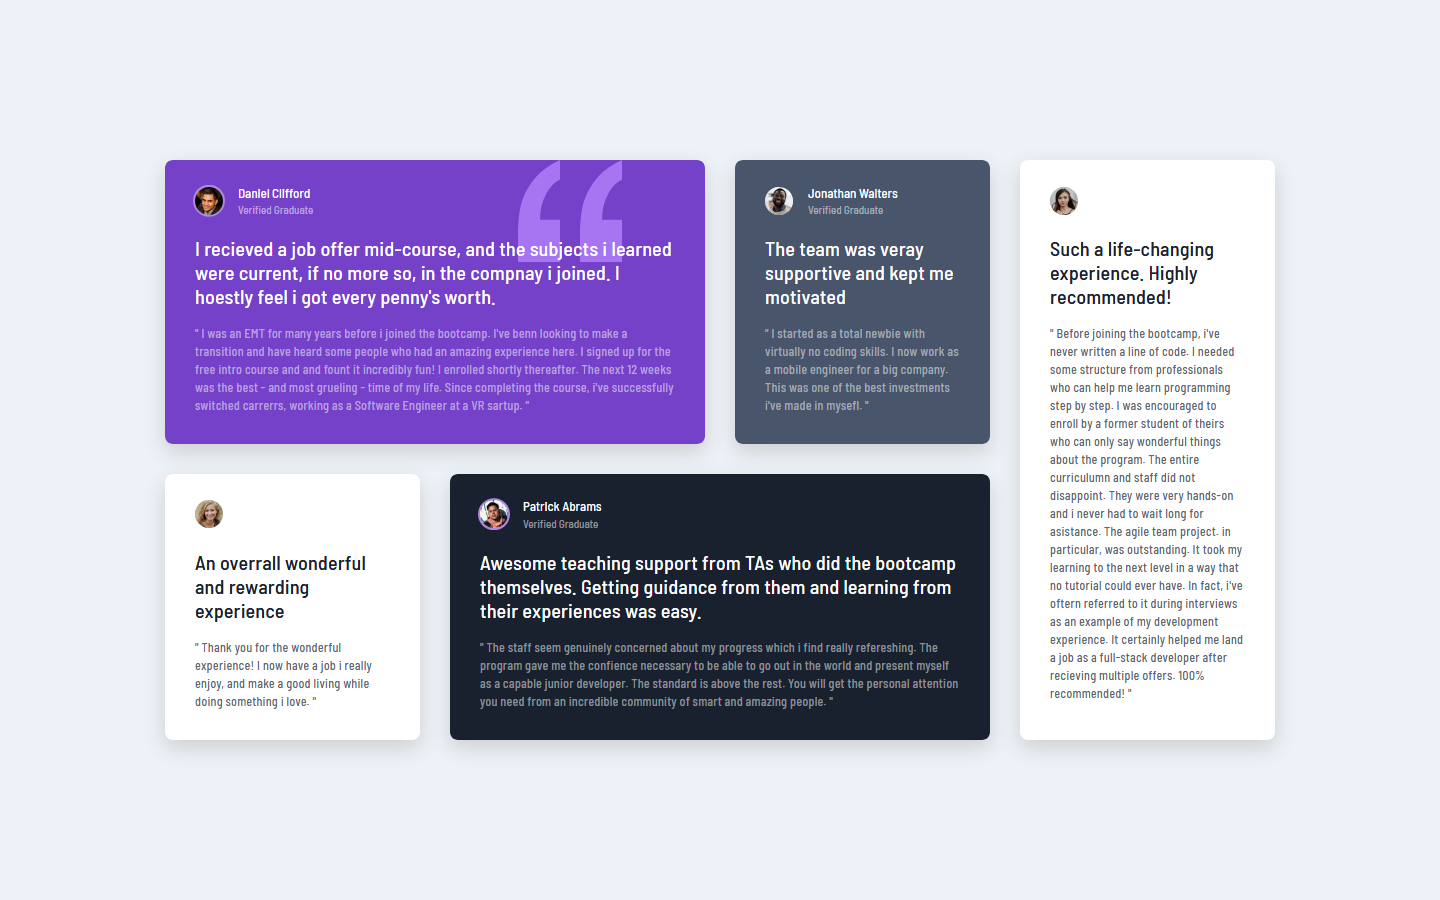 Daniel Clifford
Verified Graduate
I recieved a job offer mid-course, and the subjects i learned
were current, if no more so, in the compnay i joined. I
hoestly feel i got every penny's worth.
" I was an EMT for many years before i joined the bootcamp. I've benn looking to make a
transition and have heard some people who had an amazing experience here. I signed up for the
free intro course and and fount it incredibly fun! I enrolled shortly thereafter. The next 12 weeks
was the best - and most grueling - time of my life. Since completing the course, i've successfully
switched carrerrs, working as a Software Engineer at a VR sartup. "
Jonathan Walters
Verified Graduate
The team was veray
supportive and kept me
motivated
" I started as a total newbie with
virtually no coding skills. I now work as
a mobile engineer for a big company.
This was one of the best investments
i've made in mysefl. "
Such a life-changing
experience. Highly
recommended!
" Before joining the bootcamp, i've
never written a line of code. I needed
some structure from professionals
who can help me learn programming
step by step. I was encouraged to
enroll by a former student of theirs
who can only say wonderful things
about the program. The entire
curriculumn and staff did not
disappoint. They were very hands-on
and i never had to wait long for
asistance. The agile team project. in
particular, was outstanding. It took my
learning to the next level in a way that
no tutorial could ever have. In fact, i've
oftern referred to it during interviews
as an example of my development
experience. It certainly helped me land
a job as a full-stack developer after
recieving multiple offers. 100%
recommended! "
An overrall wonderful
and rewarding
experience
" Thank you for the wonderful
experience! I now have a job i really
enjoy, and make a good living while
doing something i love. "
Patrick Abrams
Verified Graduate
Awesome teaching support from TAs who did the bootcamp
themselves. Getting guidance from them and learning from
their experiences was easy.
" The staff seem genuinely concerned about my progress which i find really refereshing. The
program gave me the confience necessary to be able to go out in the world and present myself
as a capable junior developer. The standard is above the rest. You will get the personal attention
you need from an incredible community of smart and amazing people. "